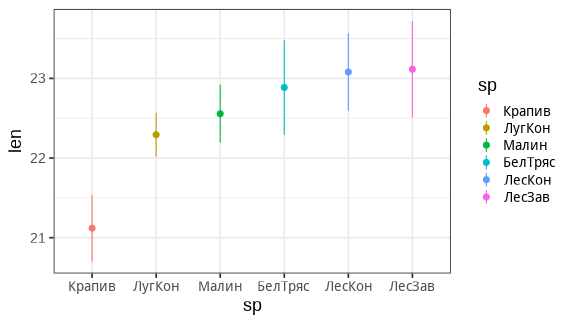 len
23
22
21
Крапив ЛугКон Малин БелТряс ЛесКон ЛесЗав
sp
sp
Крапив
ЛугКон
Малин
БелТряс
ЛесКон
ЛесЗав